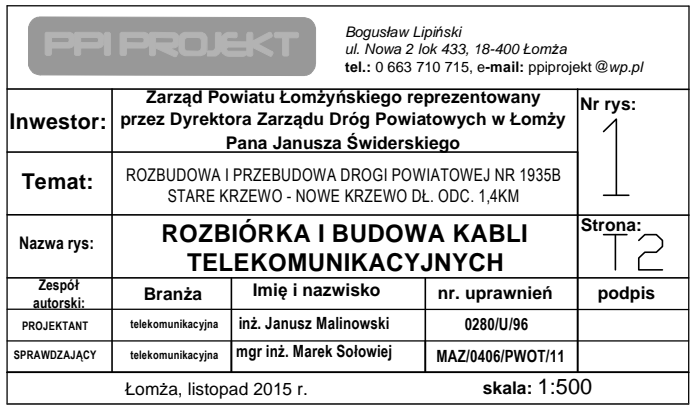 PPI PROJEKT
Bogusław Lipiński
ul. Nowa 2 lok 433, 18-400 Łomża
tel.: 0 663 710 715, e-mail: ppiprojekt @wp.pl
Inwestor:
Zarząd Powiatu Łomżyńskiego reprezentowany
przez Dyrektora Zarządu Dróg Powiatowych w Łomży
Pana Janusza Świderskiego
Nr rys:
1
Temat:
ROZBUDOWA I PRZEBUDOWA DROGI POWIATOWEJ NR 1935B
STARE KRZEWO - NOWE KRZEWO DŁ. ODC. 1,4KM
Nazwa rys:
ROZBIÓRKA I BUDOWA KABLI
TELEKOMUNIKACYJNYCH
Strona:
T2
Zespół
autorski:
Branża
Imię i nazwisko
nr. uprawnień
podpis
PROJEKTANT
telekomunikacyjna
inż. Janusz Malinowski
0280/U/96
SPRAWDZAJĄCY
telekomunikacyjna
mgr inż. Marek Sołowiej
MAZ/0406/PWOT/11
Łomża, listopad 2015 r.
skala: 1:500